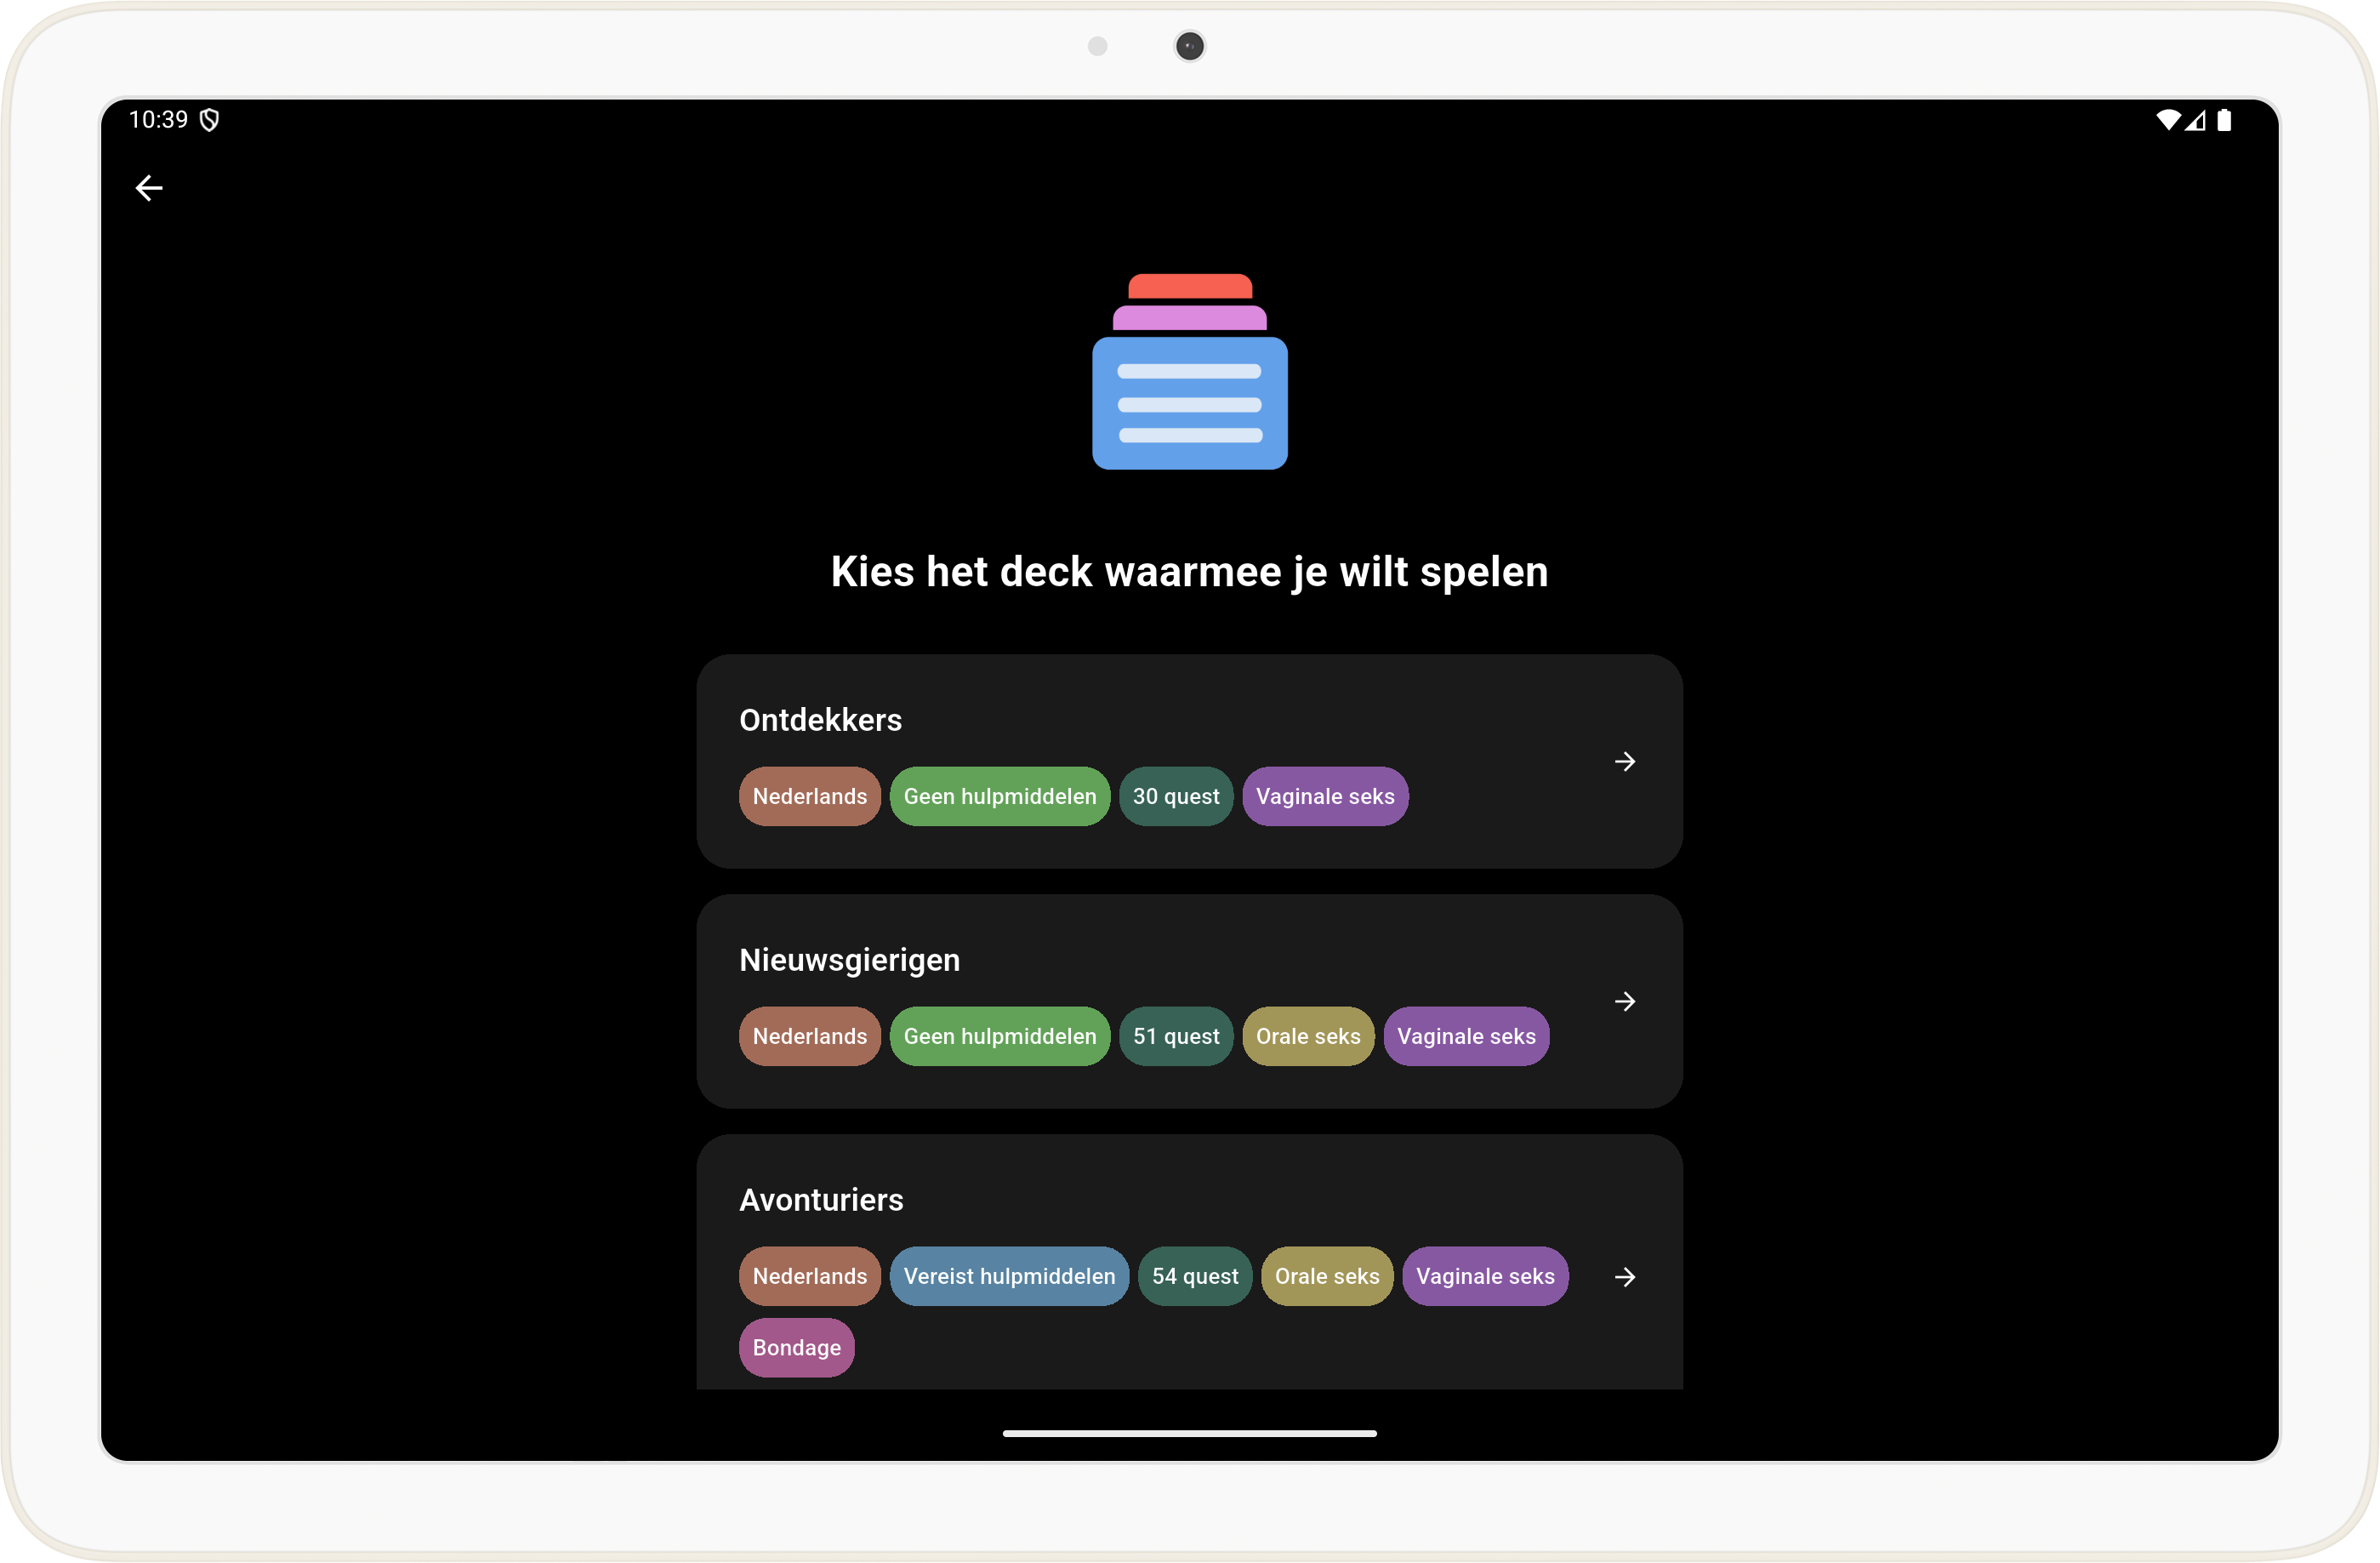 10:39
Kies het deck waarmee je wilt spelen
Ontdekkers
Nederlands Geen hulpmiddelen 30 quest Vaginale seks
Nieuwsgierigen
Nederlands Geen hulpmiddelen 51 quest Orale seks Vaginale seks
Avonturiers
Nederlands Vereist hulpmiddelen 54 quest Orale seks Vaginale seks
Bondage